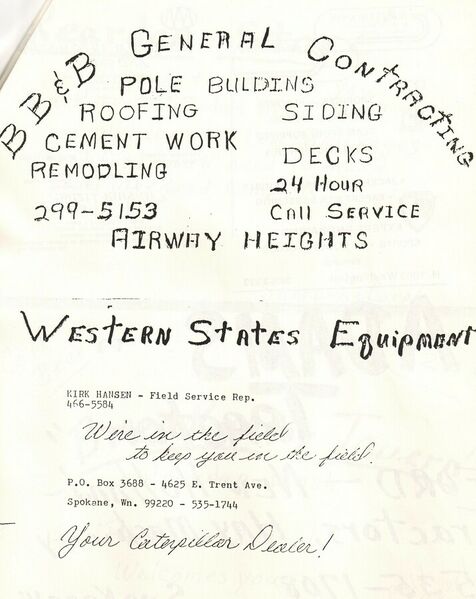 BB&B GENERAL CONTRACTING
POLE BUILDINS
ROOFING SIDING
CEMENT WORK DECKS
REMODLING 24 HOUR
299-5153 CAll SERVICE
AIRWAY HEIGHTS
WESTERN STATES EQUIPMENT
KIRK HANSEN - Field Service Rep.
466-5584
We're in the field
to keep you in the field.
P.O. Box 3688 - 4625 E. Trent Ave.
Spokane, Wn. 99220 - 535-1744
Your Caterpillar Dealer!